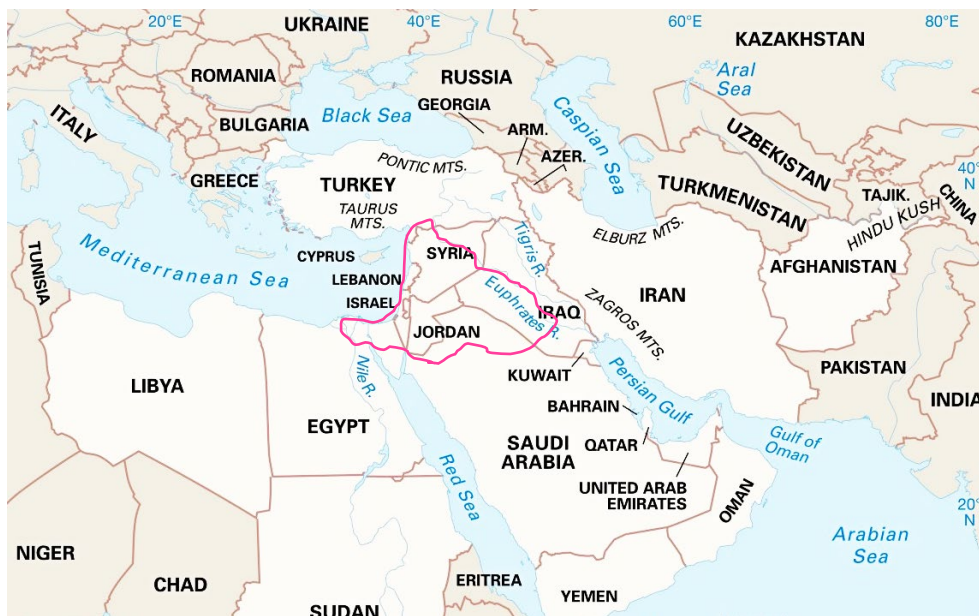 20°E
40°E
60°E
80°E
UKRAINE
KAZAKHSTAN
ROMANIA
RUSSIA
Aral
Sea
ITALY
BULGARIA
Black Sea
GEORGIA
Caspian Sea
ARM.
AZER.
UZBEKISTAN
GREECE
PONTIC MTS.
TURKEY
TAURUS
MTS.
TURKMENISTAN
TAJIK.
CHINA
40°
N
HINDU KUSH
ELBURZ MTS.
TUNISIA
Mediterranean Sea
CYPRUS
SYRIA
Tigris R.
LEBANON
ISRAEL
Euphrates R.
IRAQ
ZAGROS MTS.
IRAN
AFGHANISTAN
JORDAN
LIBYA
Nile R.
EGYPT
KUWAIT
Persian Gulf
PAKISTAN
INDIA
BAHRAIN
QATAR
SAUDI
ARABIA
Gulf of
Oman
UNITED ARAB
EMIRATES
OMAN
Red Sea
20°
N
Arabian
Sea
NIGER
CHAD
SUDAN
ERITREA
YEMEN